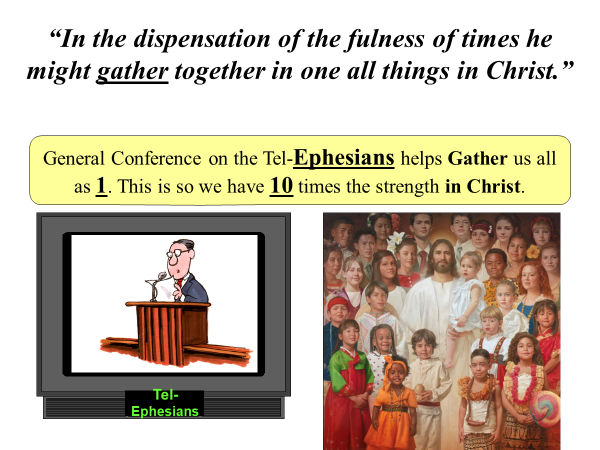 “In the dispensation of the fulness of times he
might gather together in one all things in Christ.”
General Conference on the Tel-Ephesians helps Gather us all
as 1. This is so we have 10 times the strength in Christ.
Tel-
Ephesians